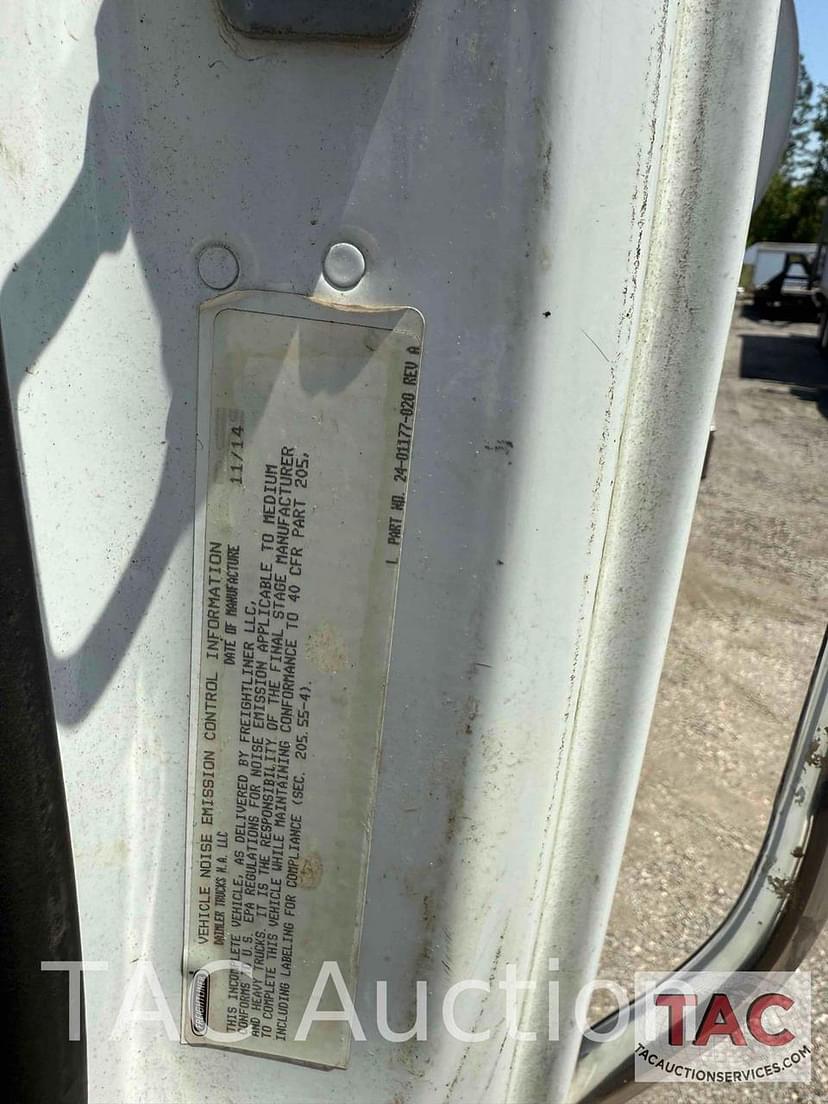 VEHICLE NOISE EMISSION CONTROL INFORMATION
DAIMLER TRUCKS N.A. LLC DATE OF MANUFACTURE 11/14
THIS INCOMPLETE VEHICLE, AS DELIVERED BY FREIGHTLINER LLC,
CONFORMS TO U.S. EPA REGULATIONS FOR NOISE EMISSION APPLICABLE TO MEDIUM
AND HEAVY TRUCKS. IT IS THE RESPONSIBILITY OF THE FINAL STAGE MANUFACTURER
TO COMPLETE THIS VEHICLE WHILE MAINTAINING CONFORMANCE TO 40 CFR PART 205,
INCLUDING LABELING FOR COMPLIANCE (SEC. 205.55-4).
L PART NO. 24-01177-020 REV A
Freightliner
TAC Auction
TAC
TACAUCTIONSERVICES.COM